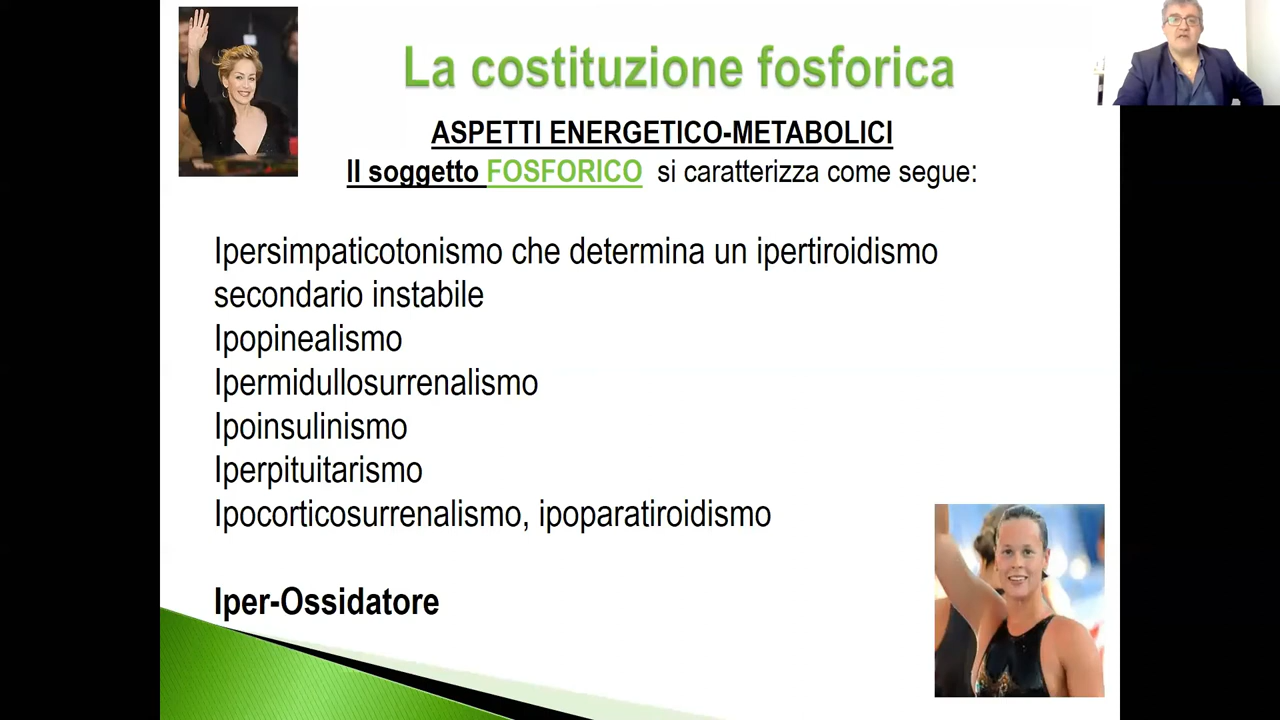 La costituzione fosforica
ASPETTI ENERGETICO-METABOLICI
Il soggetto FOSFORICO si caratterizza come segue:
Ipersimpaticotonismo che determina un ipertiroidismo
secondario instabile
Ipopinealismo
Ipermidullosurrenalismo
Ipoinsulinismo
Iperpituitarismo
Ipocorticosurrenalismo, ipoparatiroidismo
Iper-Ossidatore